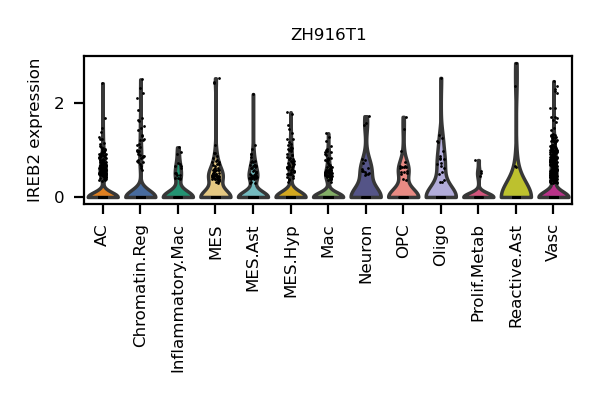 ZH916T1
IREB2 expression
2
0
AC
Chromatin.Reg
Inflammatory.Mac
MES
MES.Ast
MES.Hyp
Mac
Neuron
OPC
Oligo
Prolif.Metab
Reactive.Ast
Vasc